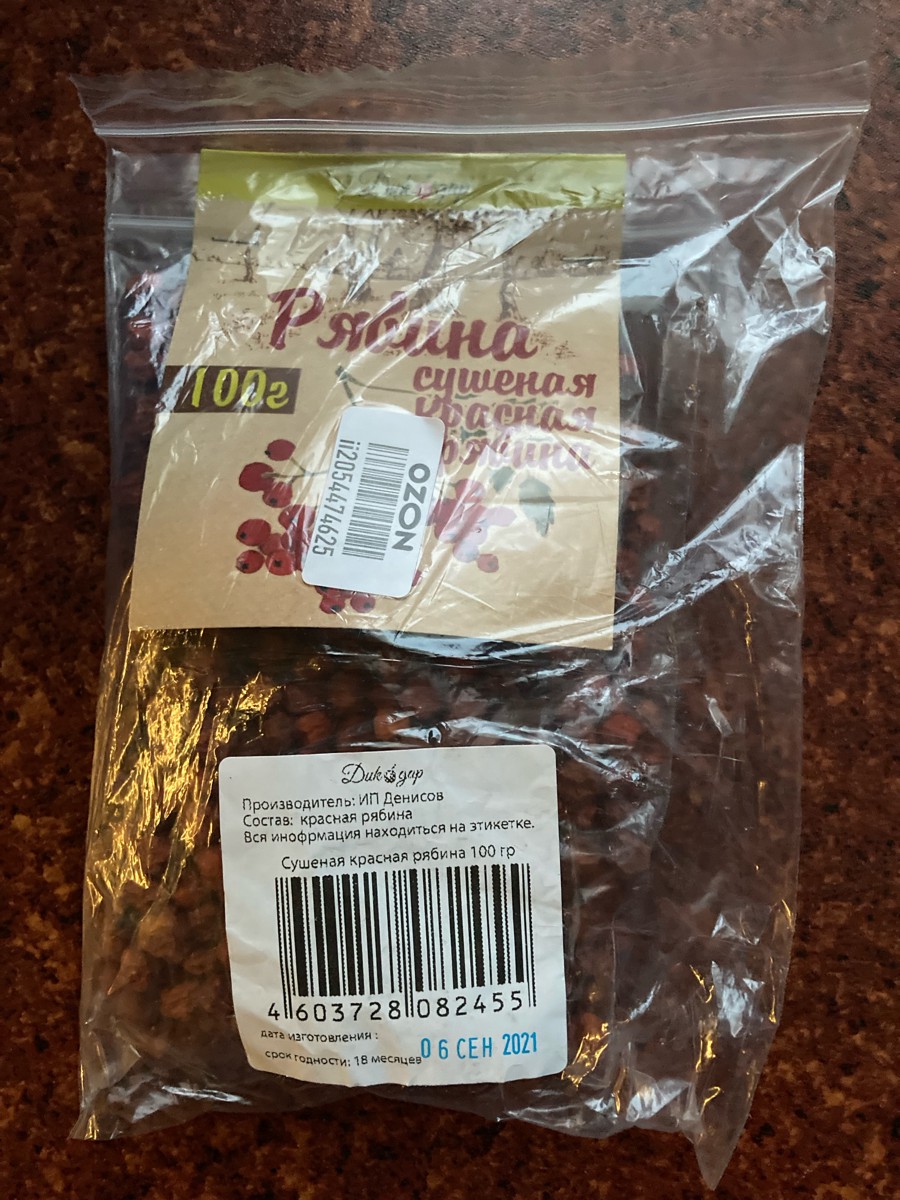 Рябина
100г
сушеная
красная
рябина
OZON
ii2054474625
Дикодар
Производитель: ИП Денисов
Состав: красная рябина
Вся инофрмация находиться на этикетке.
Сушеная красная рябина 100 гр
4 603728 082455
дата изготовления :
срок годности: 18 месяцев
06 СЕН 2021